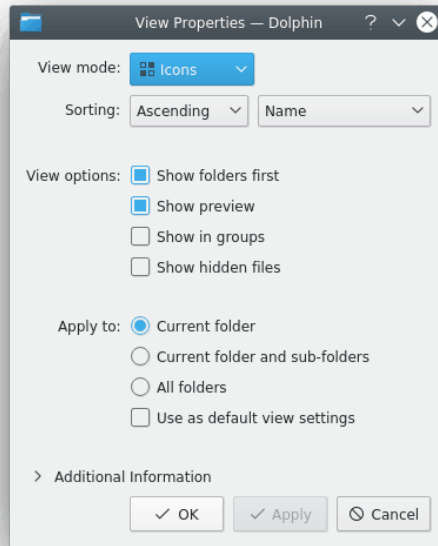 View Properties — Dolphin ?
View mode: Icons
Sorting: Ascending Name
View options: Show folders first
Show preview
Show in groups
Show hidden files
Apply to: Current folder
Current folder and sub-folders
All folders
Use as default view settings
Additional Information
OK Apply Cancel